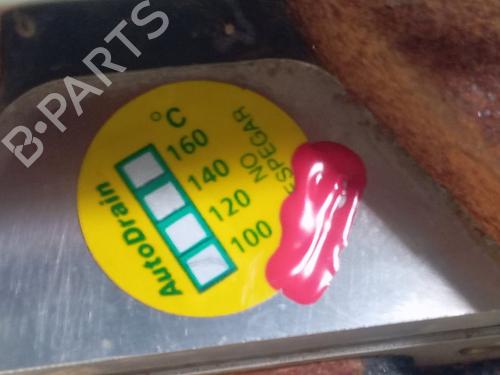 B-PARTS
°C
160
140
120
100
AutoDrain
NO
ESPEGAR